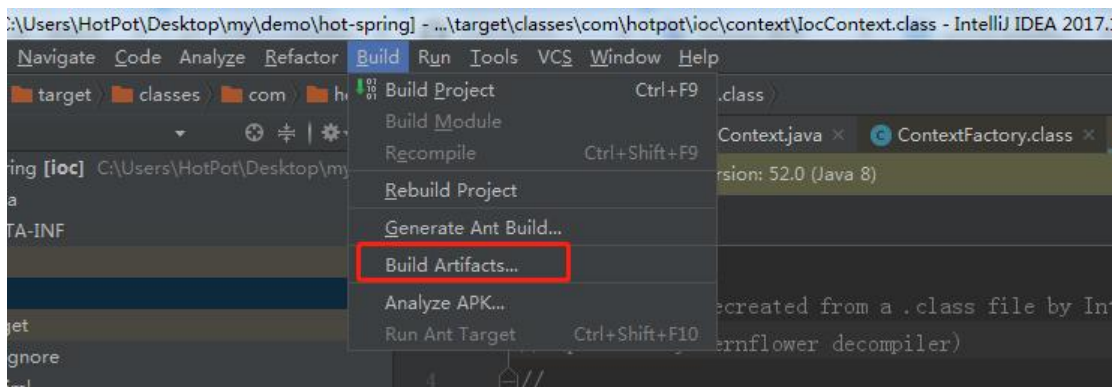 :\Users\HotPot\Desktop\my\demo\hot-spring] - ...\target\classes\com\hotpot\ioc\context\IocContext.class - IntelliJ IDEA 2017.
Navigate Code Analyze Refactor Build Run Tools VCS Window Help
target classes com .class
Build Project Ctrl+F9
Build Module
Context.java × ContextFactory.class ×
Recompile Ctrl+Shift+F9
ring [ioc] C:\Users\HotPot\Desktop\my
rsion: 52.0 (Java 8)
a
Rebuild Project
TA-INF
Generate Ant Build...
Build Artifacts...
Analyze APK...
ecreated from a .class file by Int
get
Run Ant Target Ctrl+Shift+F10
ernflower decompiler)
gnore
4 //